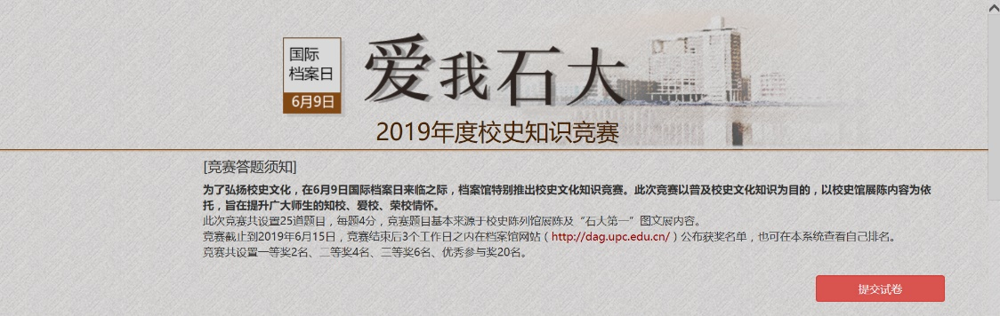 国际
档案日
6月9日
爱我石大
2019年度校史知识竞赛
[竞赛答题须知]
为了弘扬校史文化，在6月9日国际档案日来临之际，档案馆特别推出校史文化知识竞赛。此次竞赛以普及校史文化知识为目的，以校史馆展陈内容为依
托，旨在提升广大师生的知校、爱校、荣校情怀。
此次竞赛共设置25道题目，每题4分，竞赛题目基本来源于校史陈列馆展陈及“石大第一”图文展内容。
竞赛截止到2019年6月15日，竞赛结束后3个工作日之内在档案馆网站（http://dag.upc.edu.cn/）公布获奖名单，也可在本系统查看自己排名。
竞赛共设置一等奖2名、二等奖4名、三等奖6名、优秀参与奖20名。
提交试卷